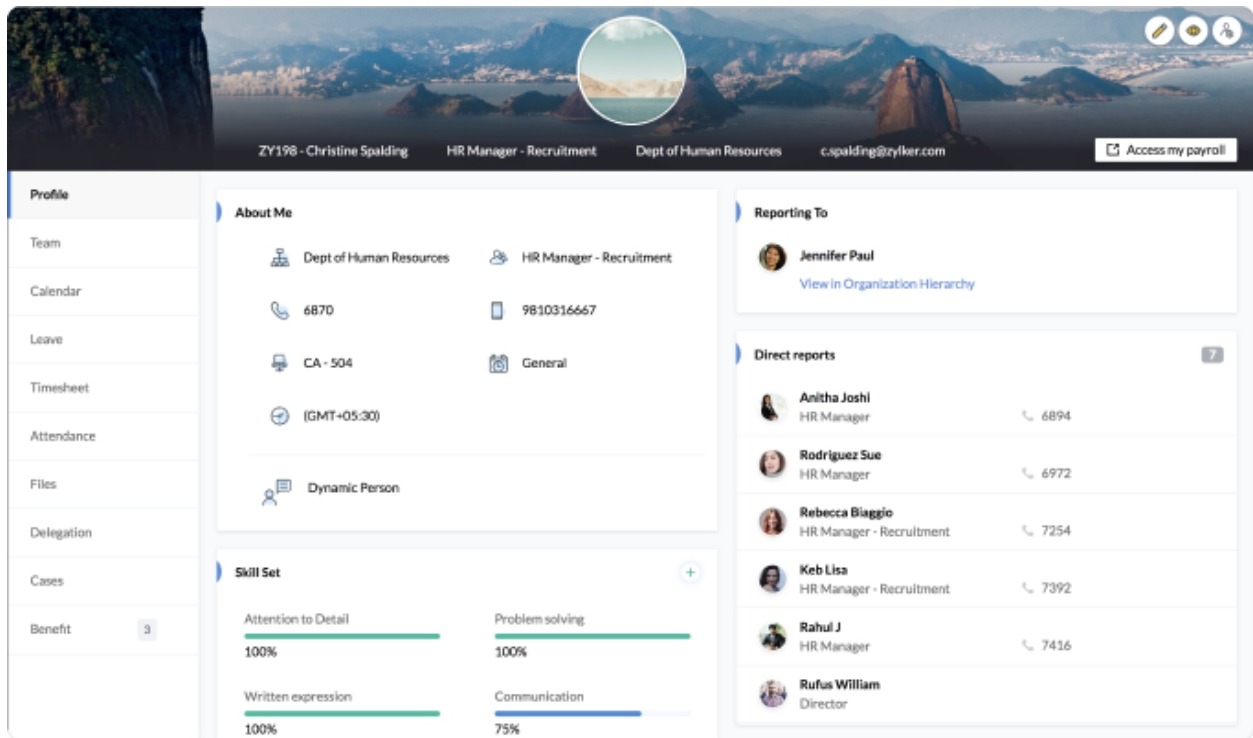 ZY198 - Christine Spalding HR Manager - Recruitment Dept of Human Resources c.spalding@zylker.com Access my payroll
Profile
Team
Calendar
Leave
Timesheet
Attendance
Files
Delegation
Cases
Benefit 3
About Me
Dept of Human Resources HR Manager - Recruitment
6870 9810316667
CA - 504 General
(GMT+05:30)
Dynamic Person
Skill Set +
Attention to Detail Problem solving
100% 100%
Written expression Communication
100% 75%
Reporting To
Jennifer Paul
View in Organization Hierarchy
Direct reports 7
Anitha Joshi
HR Manager 6894
Rodriguez Sue
HR Manager 6972
Rebecca Biaggio
HR Manager - Recruitment 7254
Keb Lisa
HR Manager - Recruitment 7392
Rahul J
HR Manager 7416
Rufus William
Director